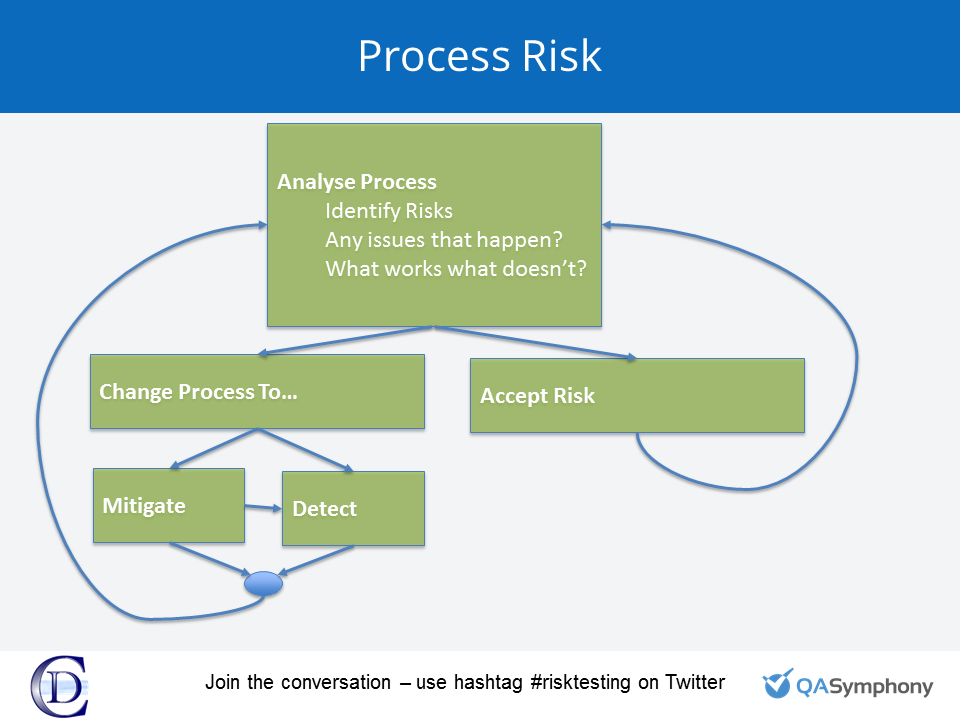 Process Risk
Analyse Process
Identify Risks
Any issues that happen?
What works what doesn’t?
Change Process To…
Accept Risk
Mitigate
Detect
CD
Join the conversation – use hashtag #risktesting on Twitter
QASymphony